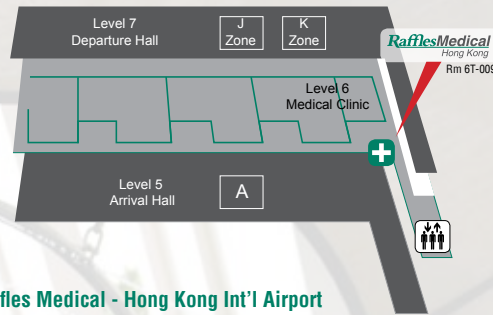 Level 7
Departure Hall
J
Zone
K
Zone
RafflesMedical
Hong Kong
Rm 6T-009
Level 6
Medical Clinic
Level 5
Arrival Hall
A
ffles Medical - Hong Kong Int'l Airport